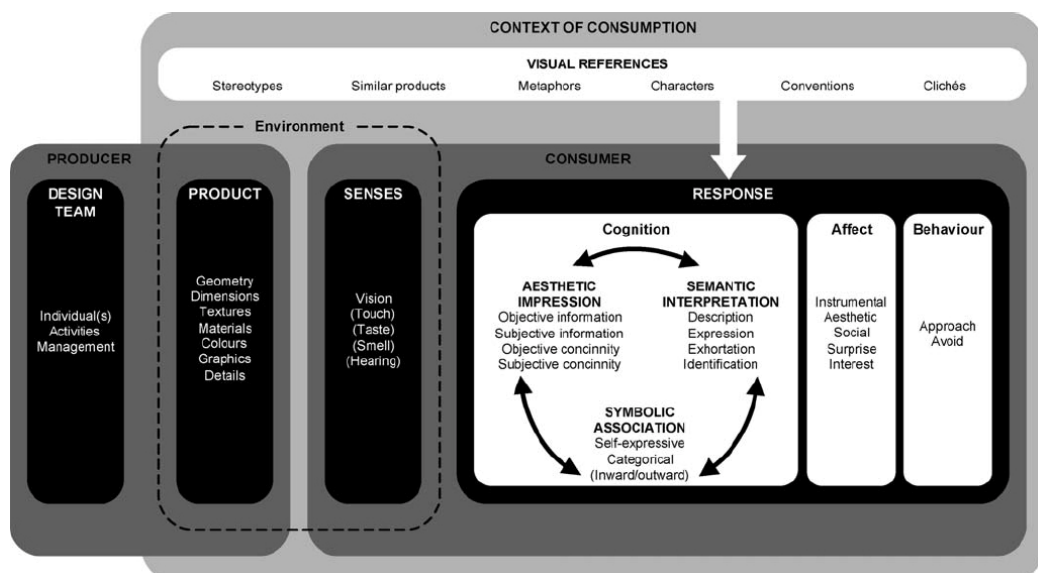 CONTEXT OF CONSUMPTION
VISUAL REFERENCES
Stereotypes Similar products Metaphors Characters Conventions Clichés
Environment
PRODUCER
CONSUMER
DESIGN
TEAM
Individual(s)
Activities
Management
PRODUCT
Geometry
Dimensions
Textures
Materials
Colours
Graphics
Details
SENSES
Vision
(Touch)
(Taste)
(Smell)
(Hearing)
RESPONSE
Cognition
AESTHETIC
IMPRESSION
Objective information
Subjective information
Objective concinnity
Subjective concinnity
SEMANTIC
INTERPRETATION
Description
Expression
Exhortation
Identification
SYMBOLIC
ASSOCIATION
Self-expressive
Categorical
(Inward/outward)
Affect
Instrumental
Aesthetic
Social
Surprise
Interest
Behaviour
Approach
Avoid